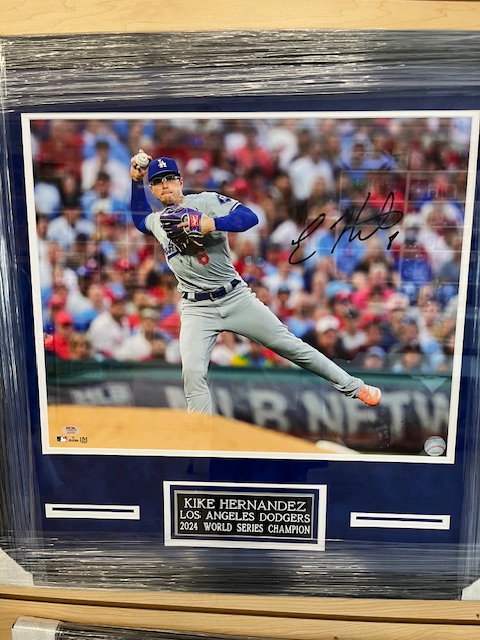 LA
8
MLB NETW
KIKE HERNANDEZ
LOS ANGELES DODGERS
2024 WORLD SERIES CHAMPION